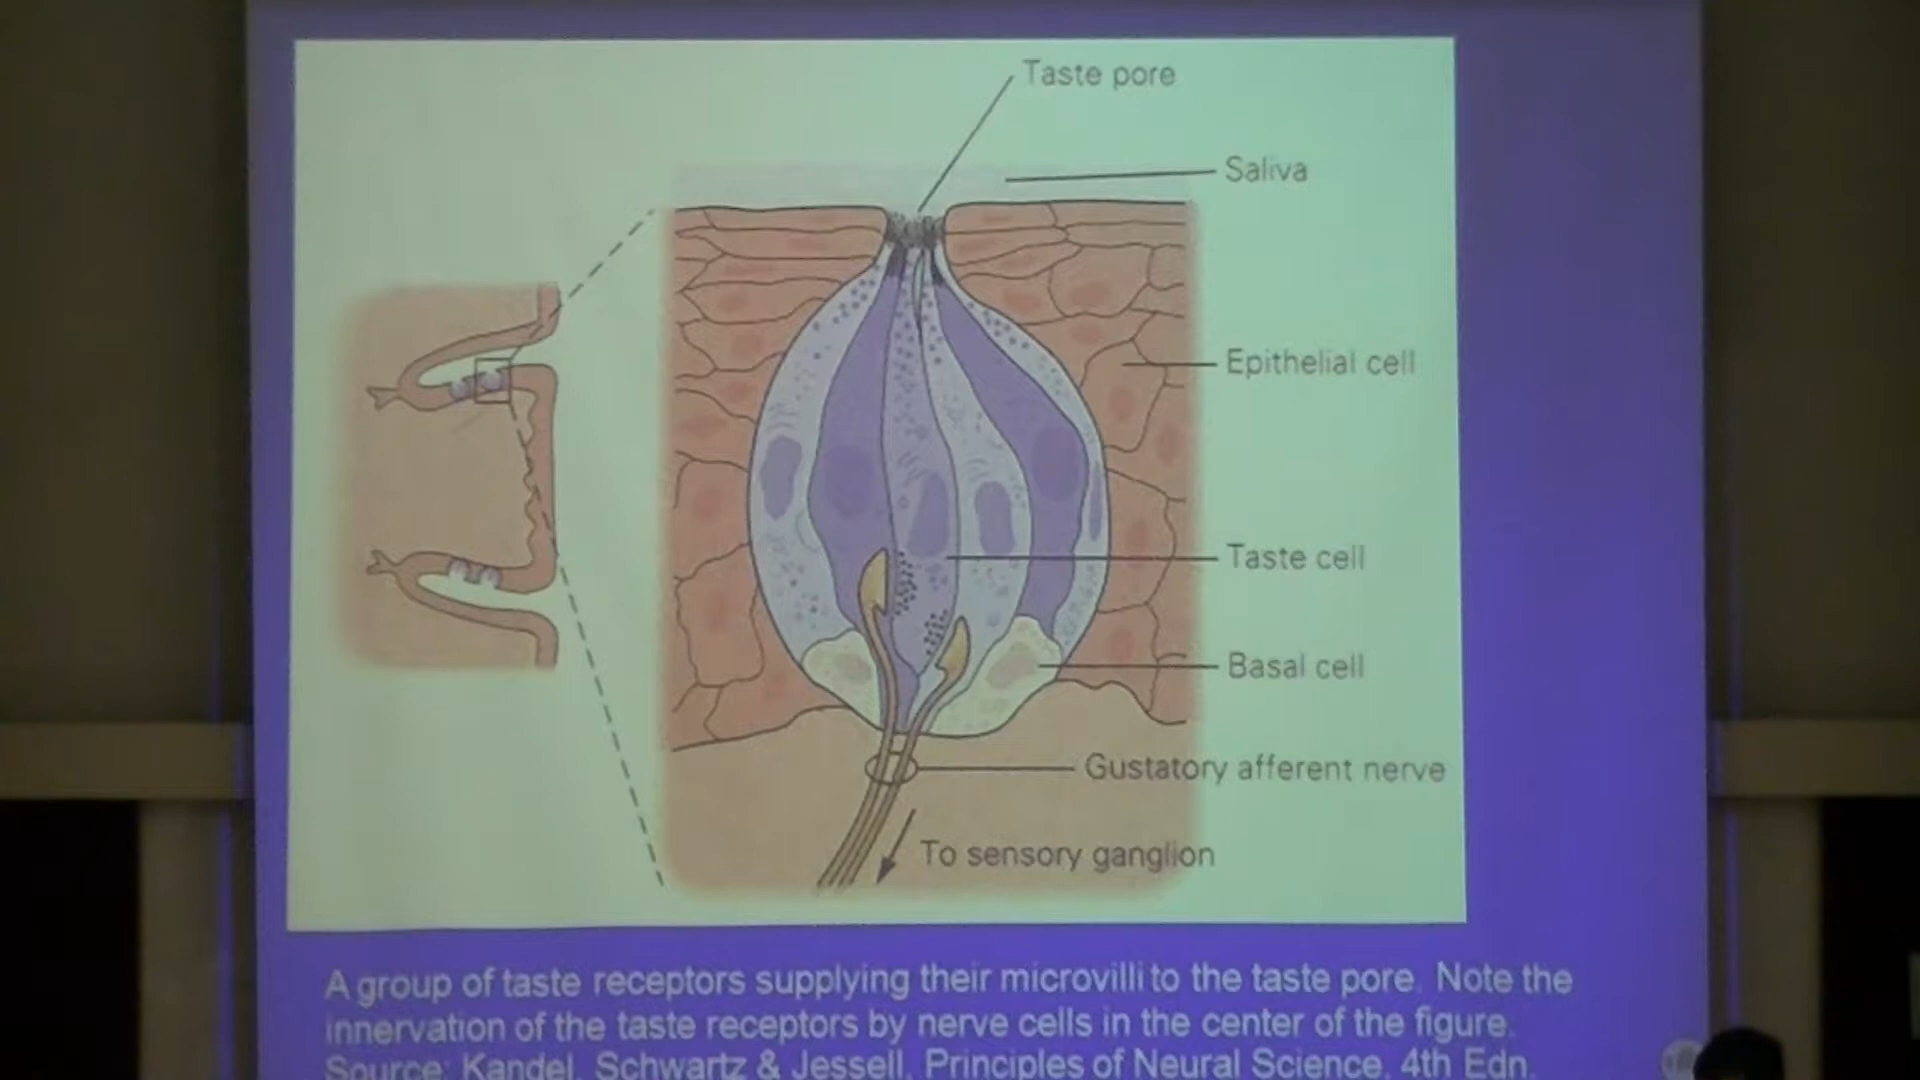 Taste pore
Saliva
Epithelial cell
Taste cell
Basal cell
Gustatory afferent nerve
To sensory ganglion
A group of taste receptors supplying their microvilli to the taste pore. Note the
innervation of the taste receptors by nerve cells in the center of the figure.
Source: Kandel, Schwartz & Jessell, Principles of Neural Science, 4th Edn.